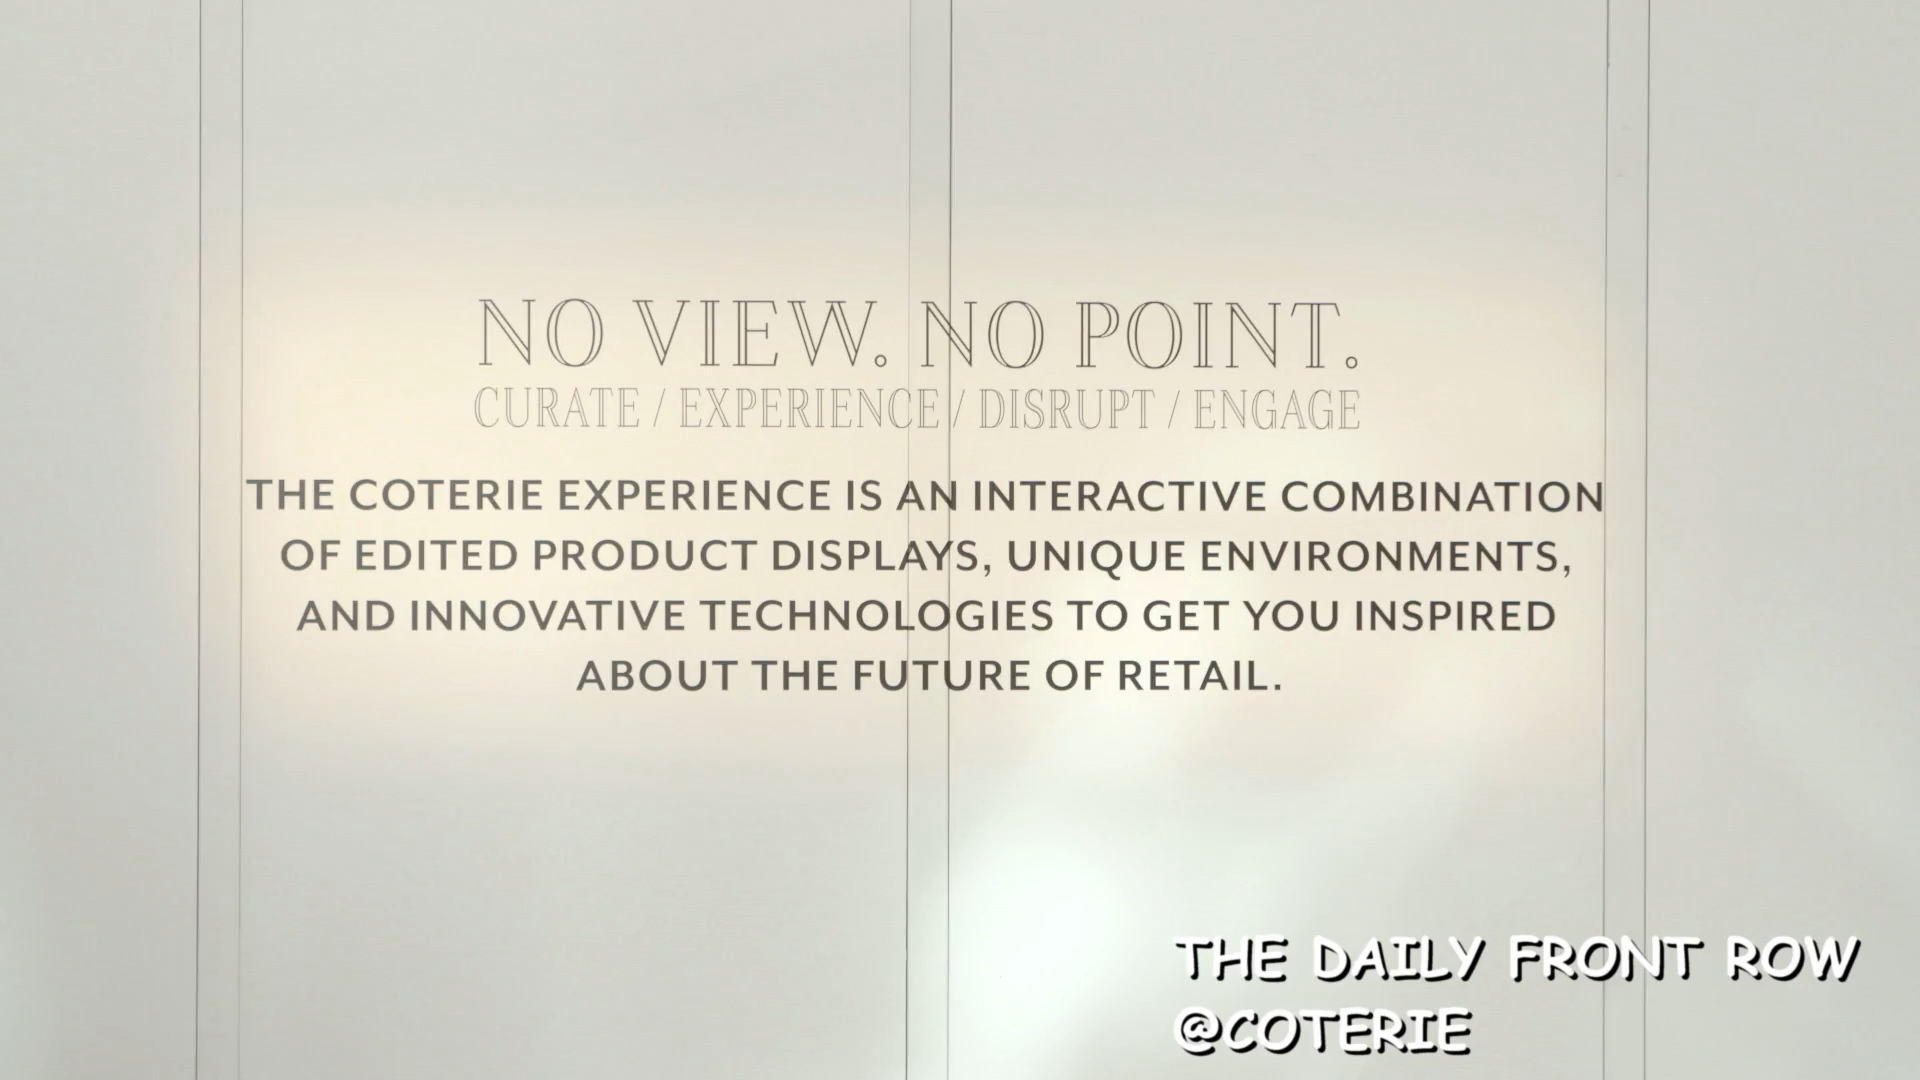 NO VIEW. NO POINT.
CURATE / EXPERIENCE / DISRUPT / ENGAGE
THE COTERIE EXPERIENCE IS AN INTERACTIVE COMBINATION
OF EDITED PRODUCT DISPLAYS, UNIQUE ENVIRONMENTS,
AND INNOVATIVE TECHNOLOGIES TO GET YOU INSPIRED
ABOUT THE FUTURE OF RETAIL.
THE DAILY FRONT ROW
@COTERIE